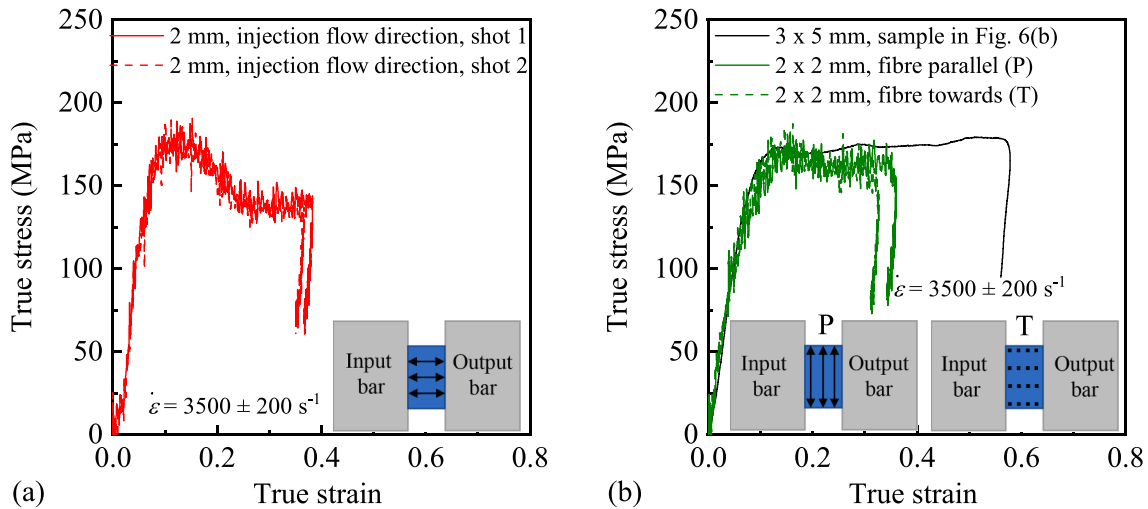 250
200
150
100
50
0
True stress (MPa)
2 mm, injection flow direction, shot 1
2 mm, injection flow direction, shot 2
ε̇ = 3500 ± 200 s⁻¹
Input
bar
Output
bar
0.0 0.2 0.4 0.6 0.8
True strain
(a)
250
200
150
100
50
0
True stress (MPa)
3 x 5 mm, sample in Fig. 6(b)
2 x 2 mm, fibre parallel (P)
2 x 2 mm, fibre towards (T)
ε̇ = 3500 ± 200 s⁻¹
P
Input
bar
Output
bar
T
Input
bar
Output
bar
0.0 0.2 0.4 0.6 0.8
True strain
(b)